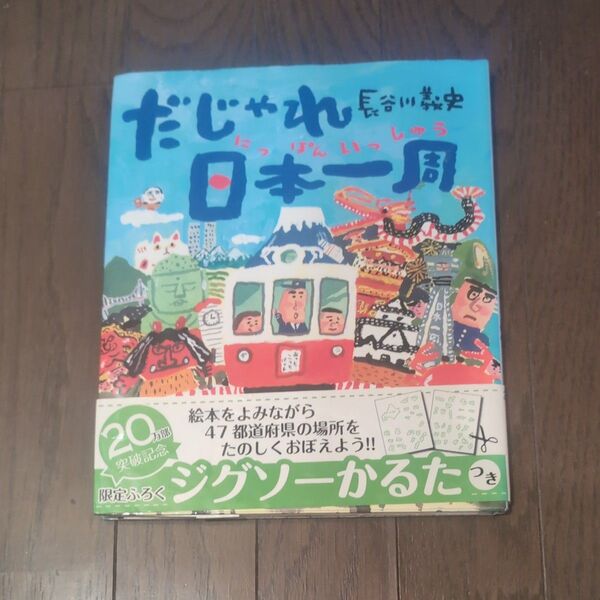 だじゃれ
長谷川義史
にっぽんいっしゅう
日本一周
20万部
突破記念
絵本をよみながら
47都道府県の場所を
たのしくおぼえよう!!
限定ふろく
ジグソーかるた
つき